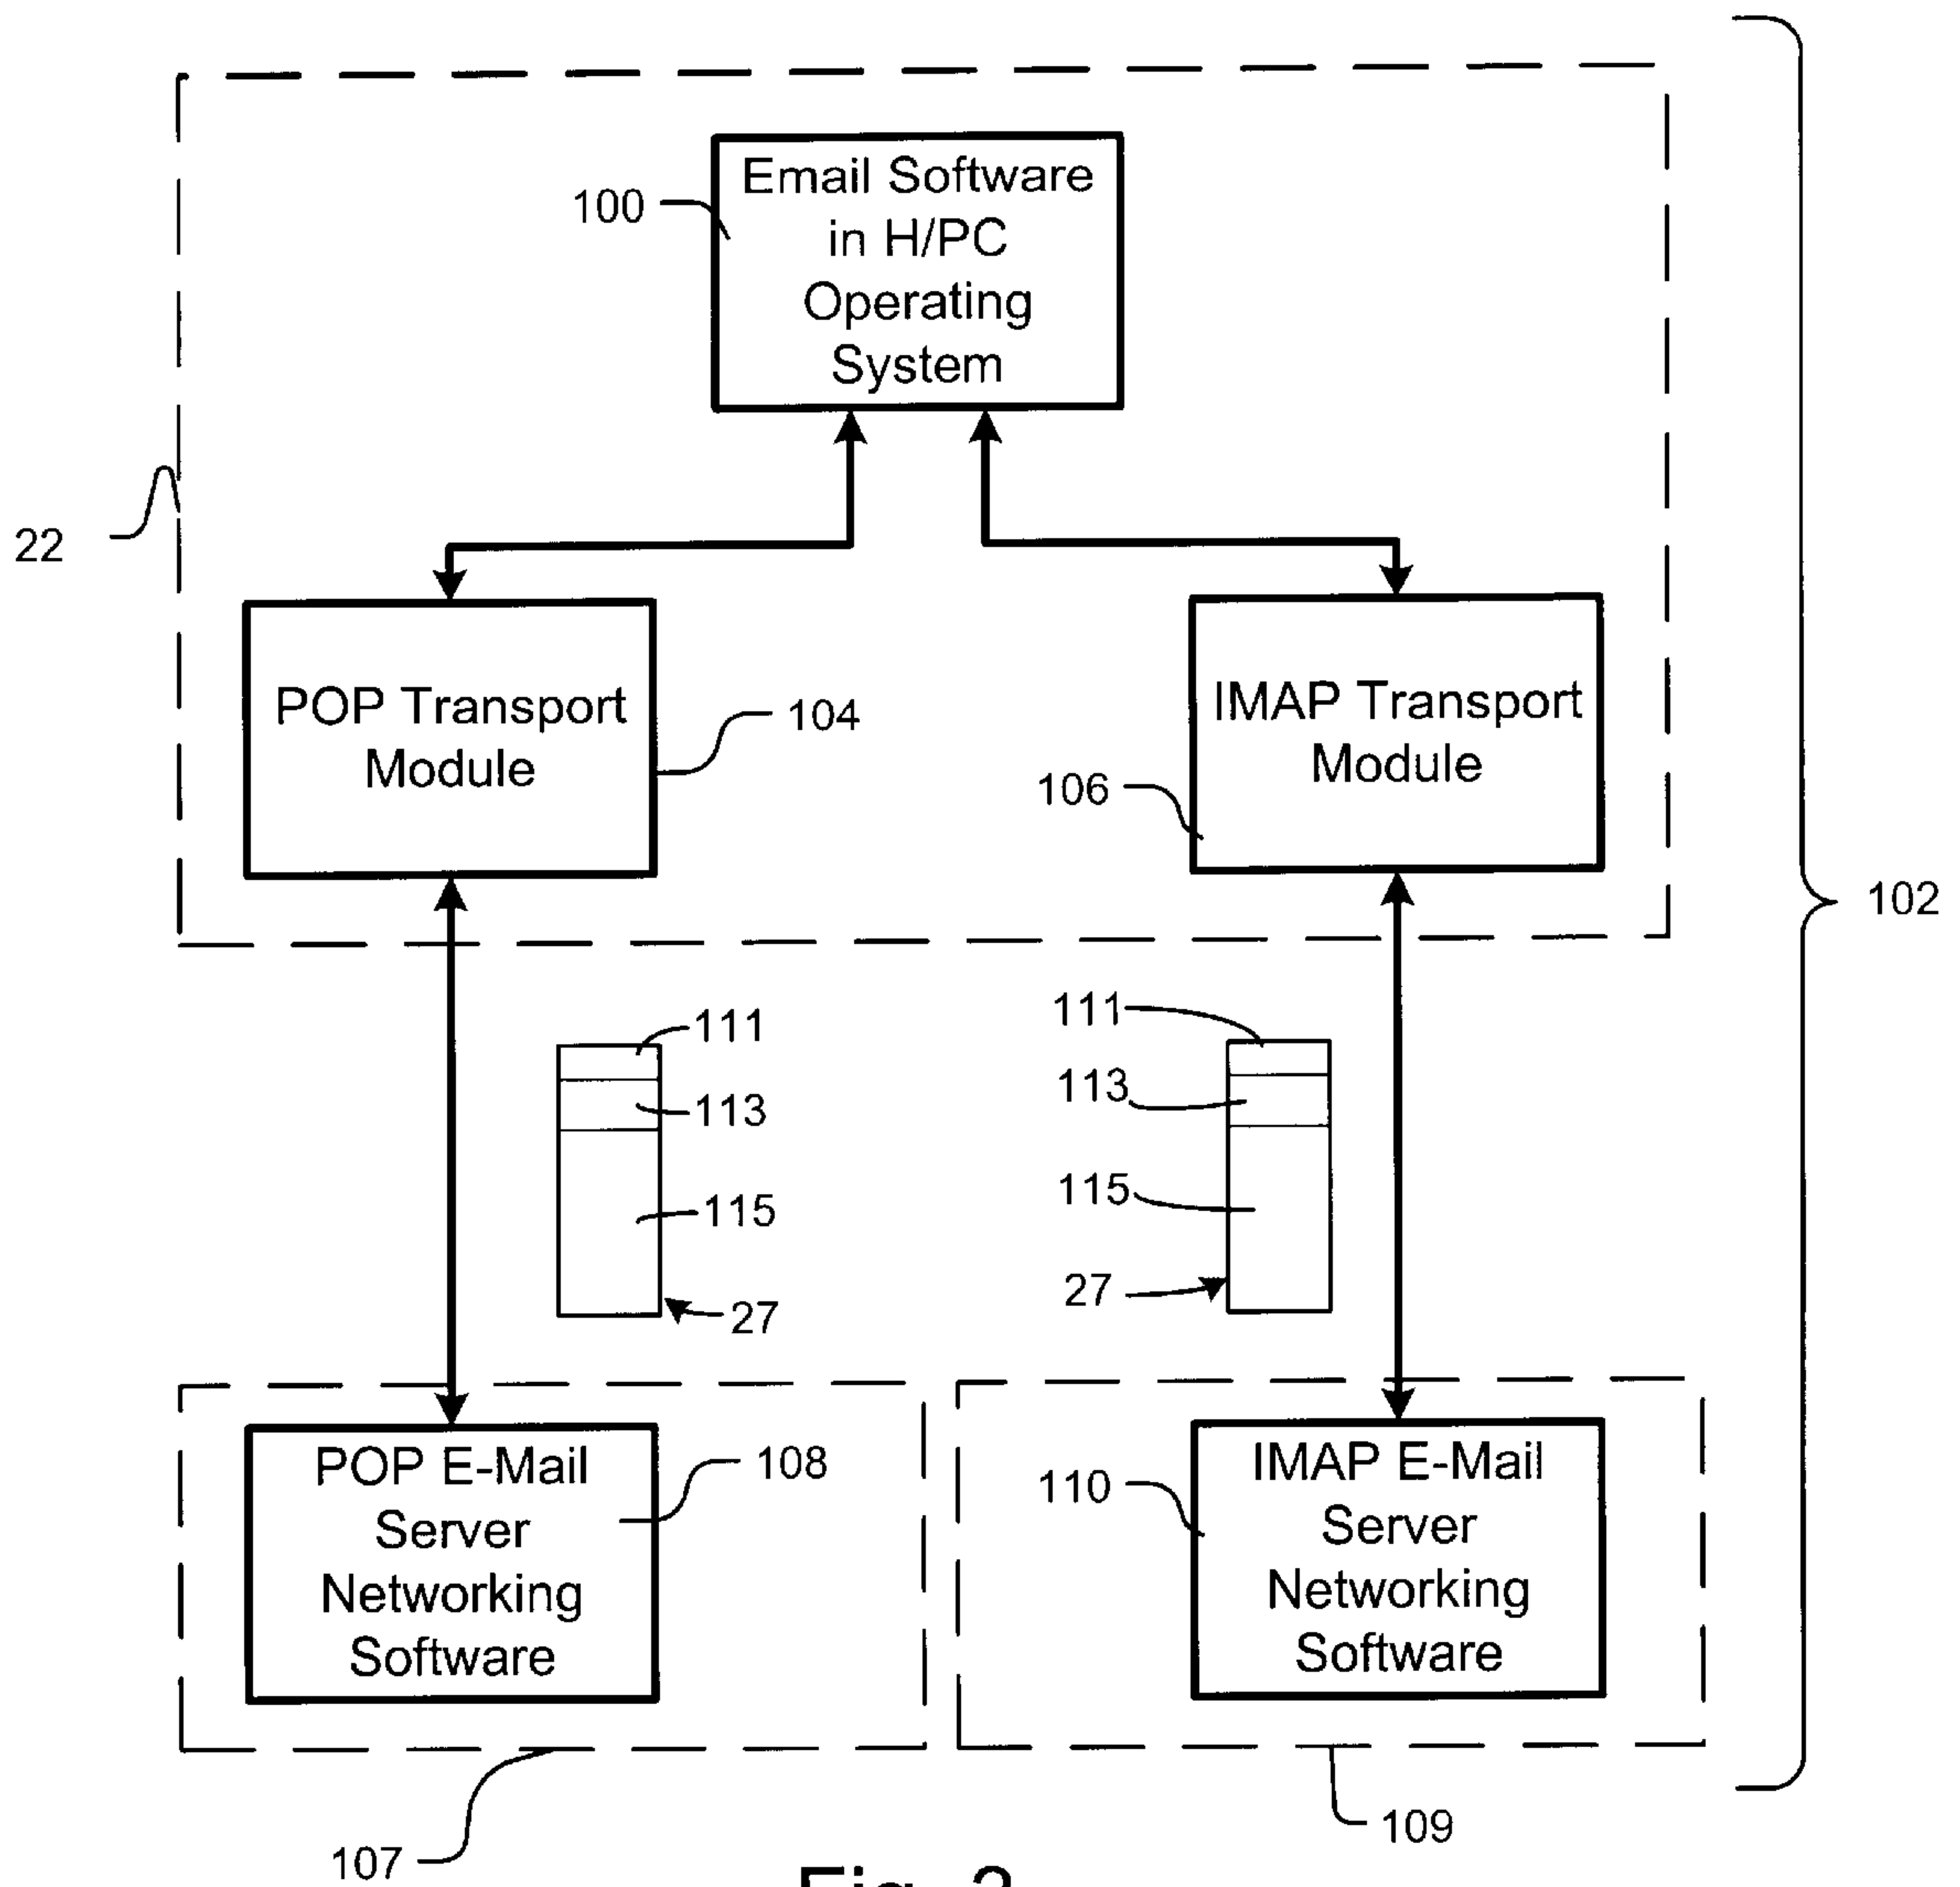 Email Software
in H/PC
Operating
System
100
22
POP Transport
Module
104
IMAP Transport
Module
106
102
111
113
115
27
111
113
115
27
POP E-Mail
Server
Networking
Software
108
IMAP E-Mail
Server
Networking
Software
110
107
109